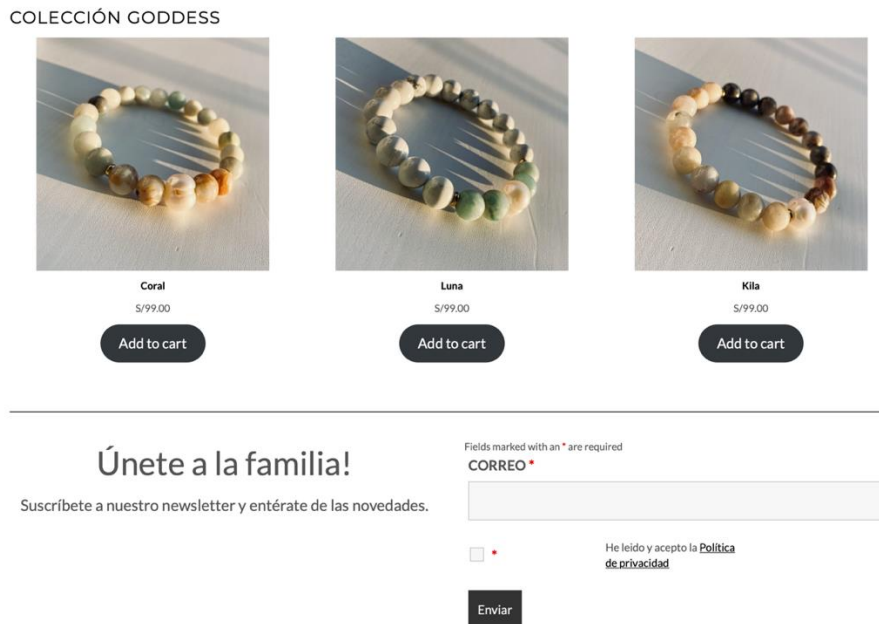 COLECCIÓN GODDESS
Coral
Luna
Kila
S/99.00
S/99.00
S/99.00
Add to cart
Add to cart
Add to cart
Únete a la familia!
Suscríbete a nuestro newsletter y entérate de las novedades.
Fields marked with an * are required
CORREO *
*
He leido y acepto la Política
de privacidad
Enviar